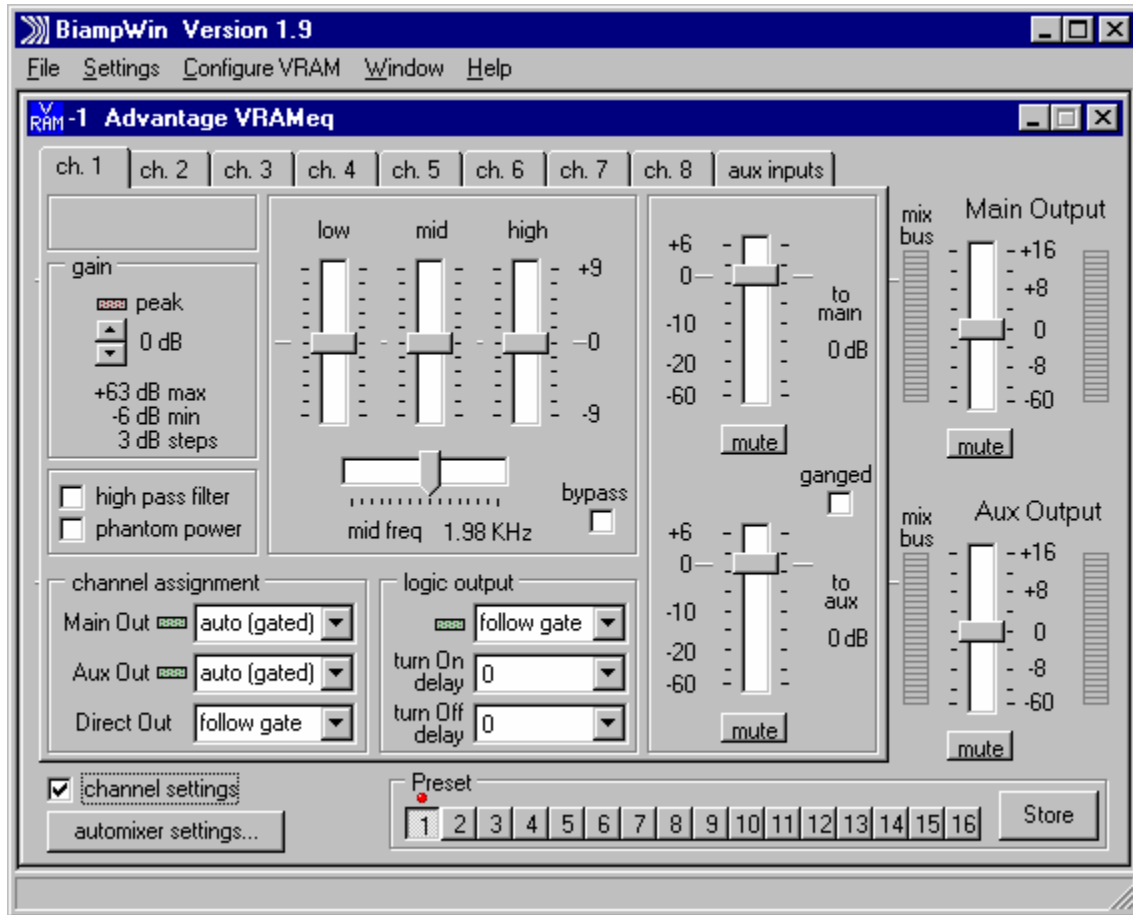 BiampWin Version 1.9
File Settings Configure VRAM Window Help
V RAM -1 Advantage VRAMeq
ch. 1 ch. 2 ch. 3 ch. 4 ch. 5 ch. 6 ch. 7 ch. 8 aux inputs
gain
peak
0 dB
+63 dB max
-6 dB min
3 dB steps
high pass filter
phantom power
low mid high
+9
0
-9
mid freq 1.98 KHz
bypass
+6
0
-10
-20
-60
to
main
0 dB
mute
ganged
+6
0
-10
-20
-60
to
aux
0 dB
mute
channel assignment
Main Out auto (gated)
Aux Out auto (gated)
Direct Out follow gate
logic output
follow gate
turn On
delay
0
turn Off
delay
0
mix
bus
Main Output
+16
+8
0
-8
-60
mute
mix
bus
Aux Output
+16
+8
0
-8
-60
mute
channel settings
automixer settings...
Preset
1 2 3 4 5 6 7 8 9 10 11 12 13 14 15 16
Store